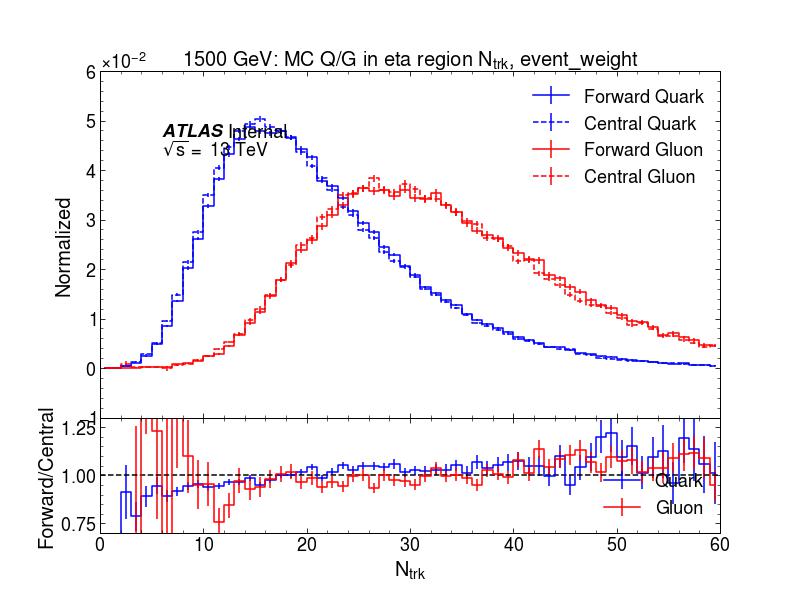 ×10⁻²
1500 GeV: MC Q/G in eta region Nₜᵣₖ, event_weight
ATLAS Internal
√s = 13 TeV
Forward Quark
Central Quark
Forward Gluon
Central Gluon
Normalized
6
5
4
3
2
1
0
−1
Forward/Central
1.25
1.00
0.75
Quark
Gluon
0 10 20 30 40 50 60
Nₜᵣₖ